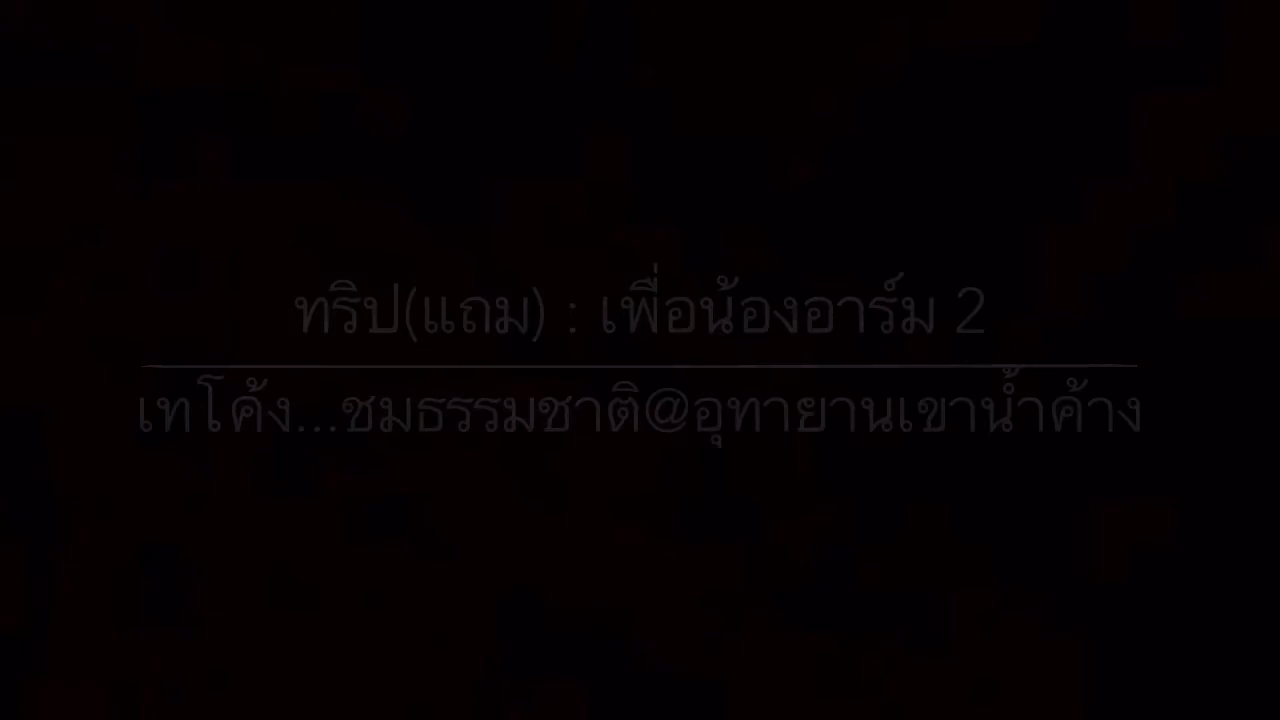 ทริป(แถม) : เพื่อน้องอาร์ม 2
เทโค้ง...ชมธรรมชาติ@อุทายานเขาน้ำค้าง